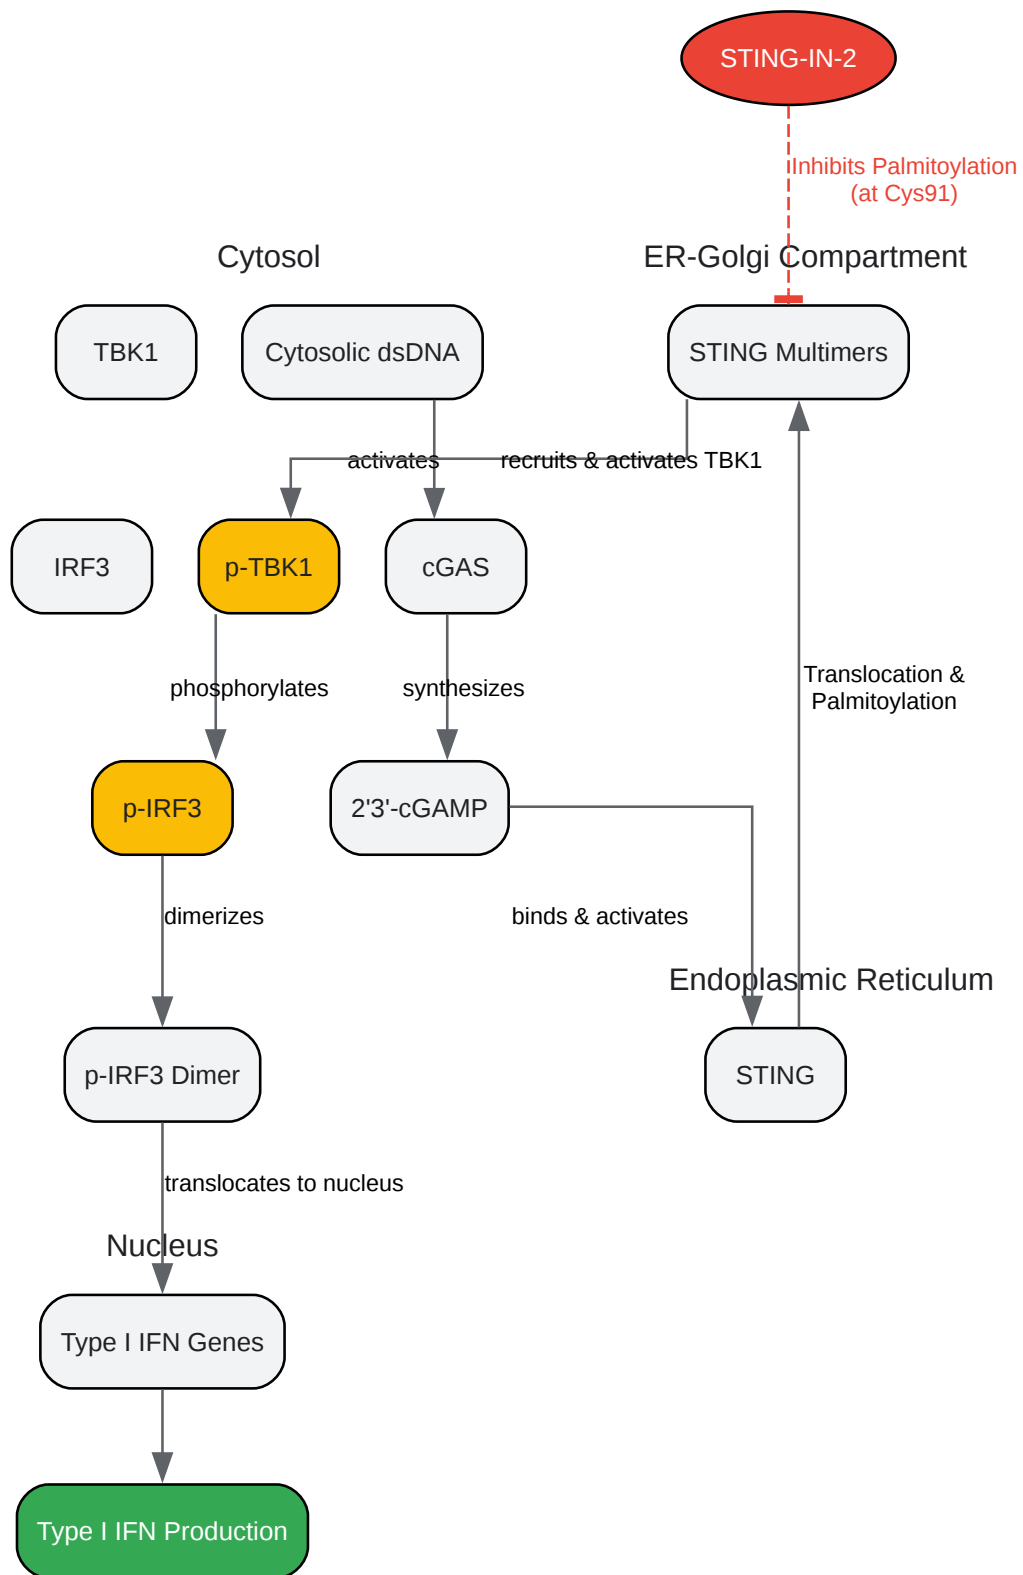 STING-IN-2
Inhibits Palmitoylation
(at Cys91)
Cytosol
ER-Golgi Compartment
TBK1
Cytosolic dsDNA
STING Multimers
activates
recruits & activates TBK1
IRF3
p-TBK1
cGAS
phosphorylates
synthesizes
Translocation &
Palmitoylation
p-IRF3
2'3'-cGAMP
dimerizes
binds & activates
Endoplasmic Reticulum
p-IRF3 Dimer
STING
translocates to nucleus
Nucleus
Type I IFN Genes
Type I IFN Production